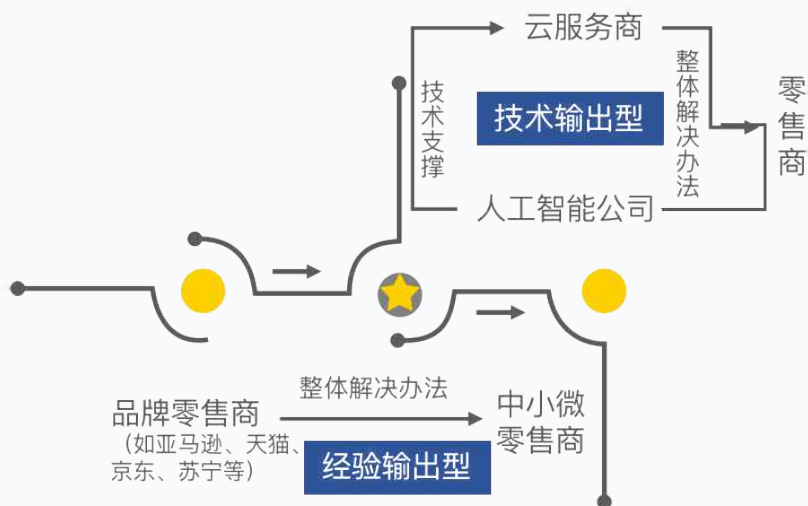 云服务商
技术支撑
技术输出型
整体解决办法
零售商
人工智能公司
整体解决办法
品牌零售商
（如亚马逊、天猫、
京东、苏宁等）
经验输出型
中小微
零售商